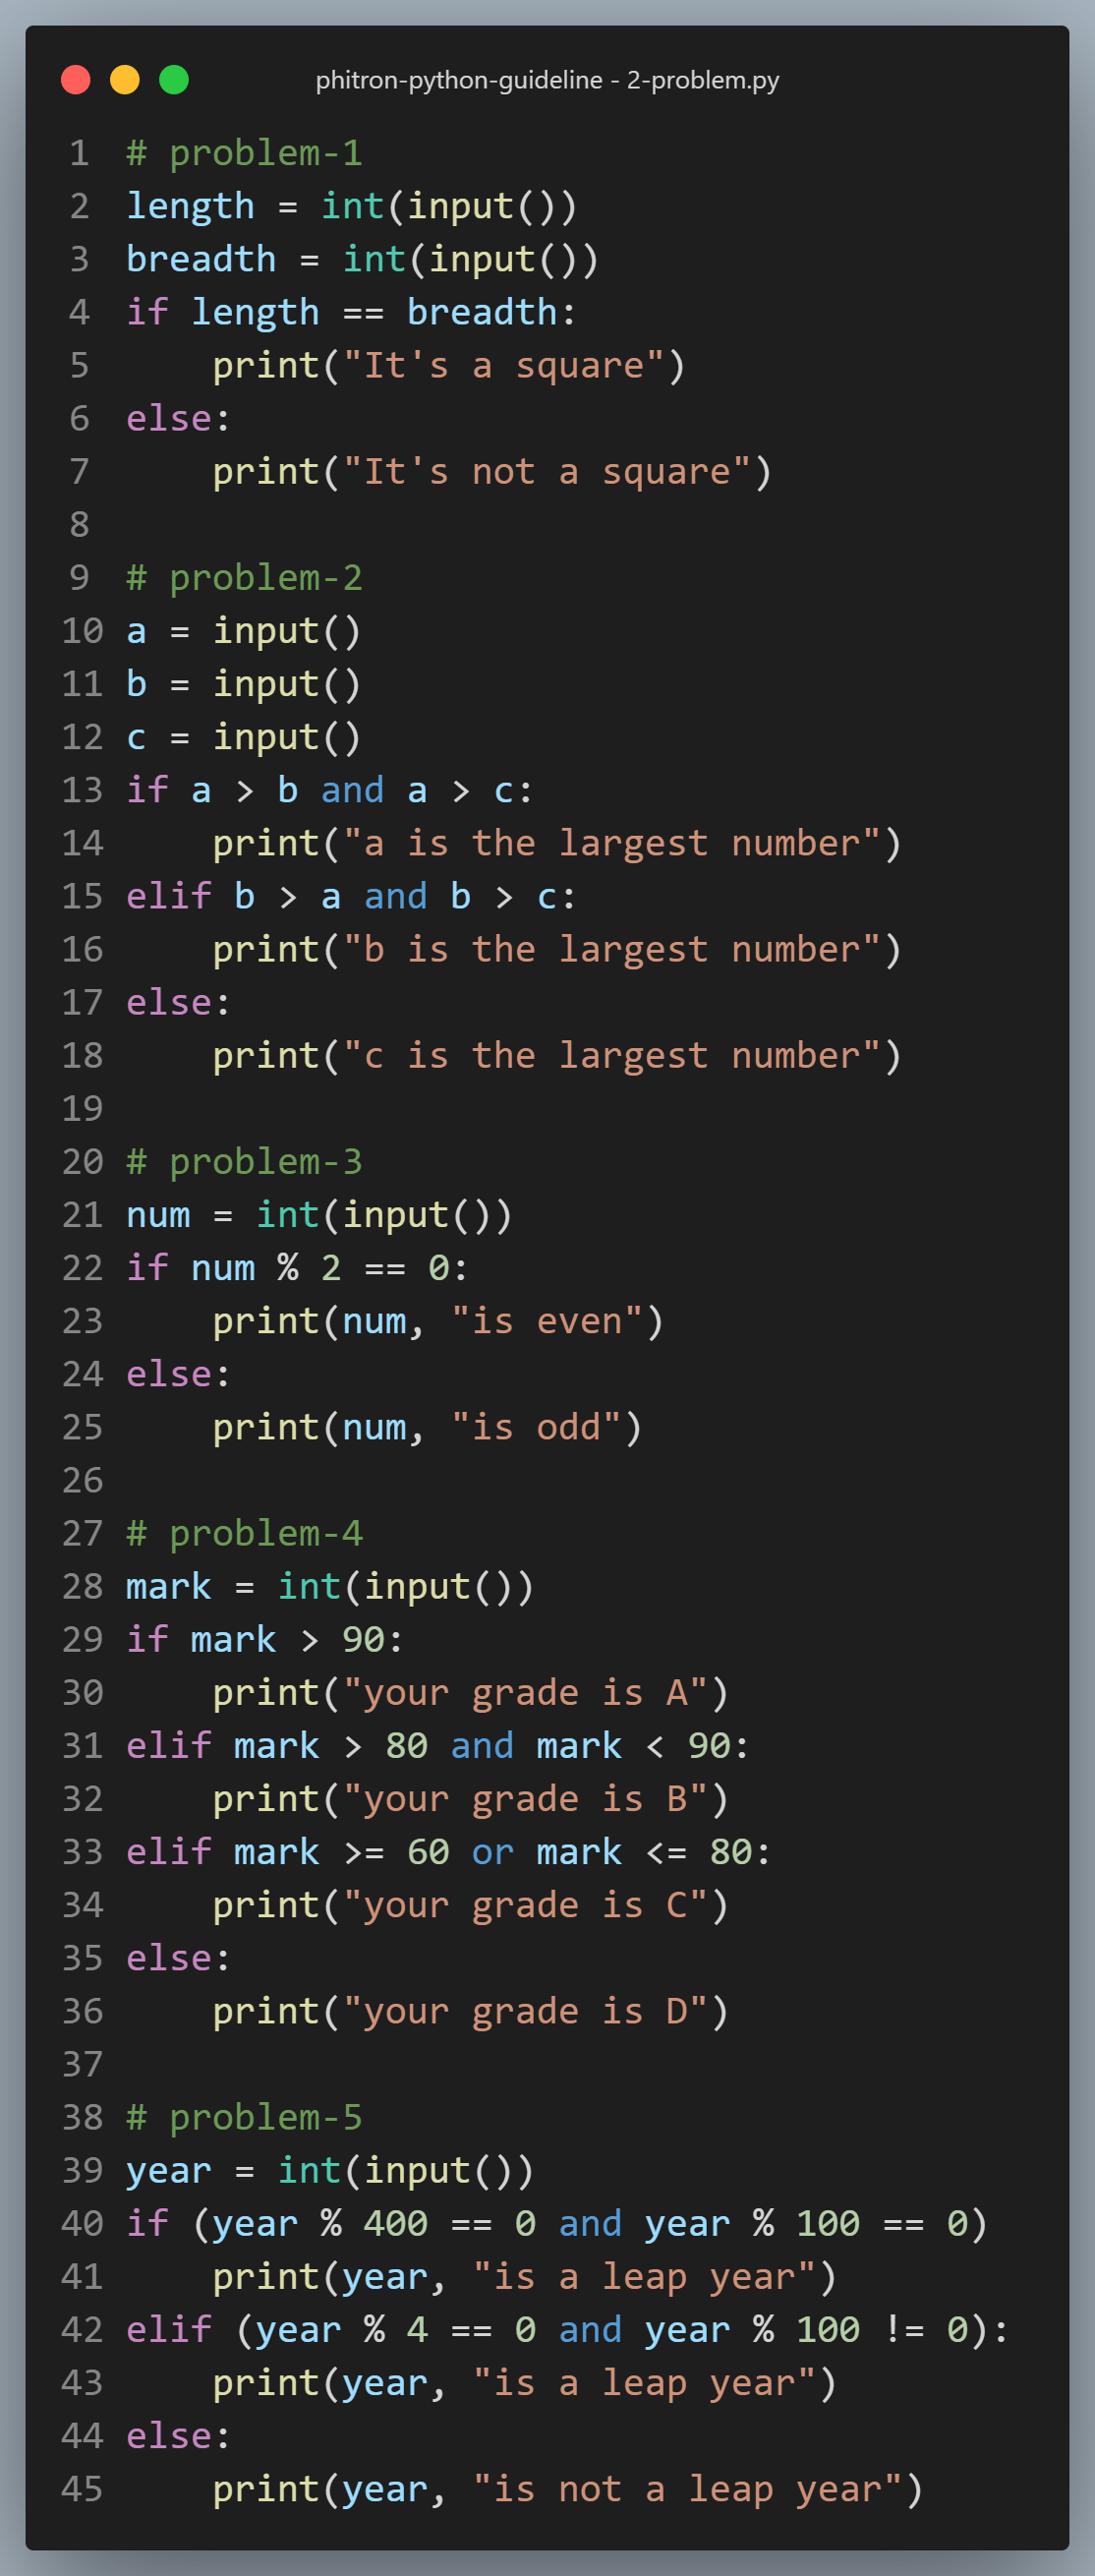 phitron-python-guideline - 2-problem.py
1 # problem-1
2 length = int(input())
3 breadth = int(input())
4 if length == breadth:
5     print("It's a square")
6 else:
7     print("It's not a square")
8
9 # problem-2
10 a = input()
11 b = input()
12 c = input()
13 if a > b and a > c:
14     print("a is the largest number")
15 elif b > a and b > c:
16     print("b is the largest number")
17 else:
18     print("c is the largest number")
19
20 # problem-3
21 num = int(input())
22 if num % 2 == 0:
23     print(num, "is even")
24 else:
25     print(num, "is odd")
26
27 # problem-4
28 mark = int(input())
29 if mark > 90:
30     print("your grade is A")
31 elif mark > 80 and mark < 90:
32     print("your grade is B")
33 elif mark >= 60 or mark <= 80:
34     print("your grade is C")
35 else:
36     print("your grade is D")
37
38 # problem-5
39 year = int(input())
40 if (year % 400 == 0 and year % 100 == 0)
41     print(year, "is a leap year")
42 elif (year % 4 == 0 and year % 100 != 0):
43     print(year, "is a leap year")
44 else:
45     print(year, "is not a leap year")